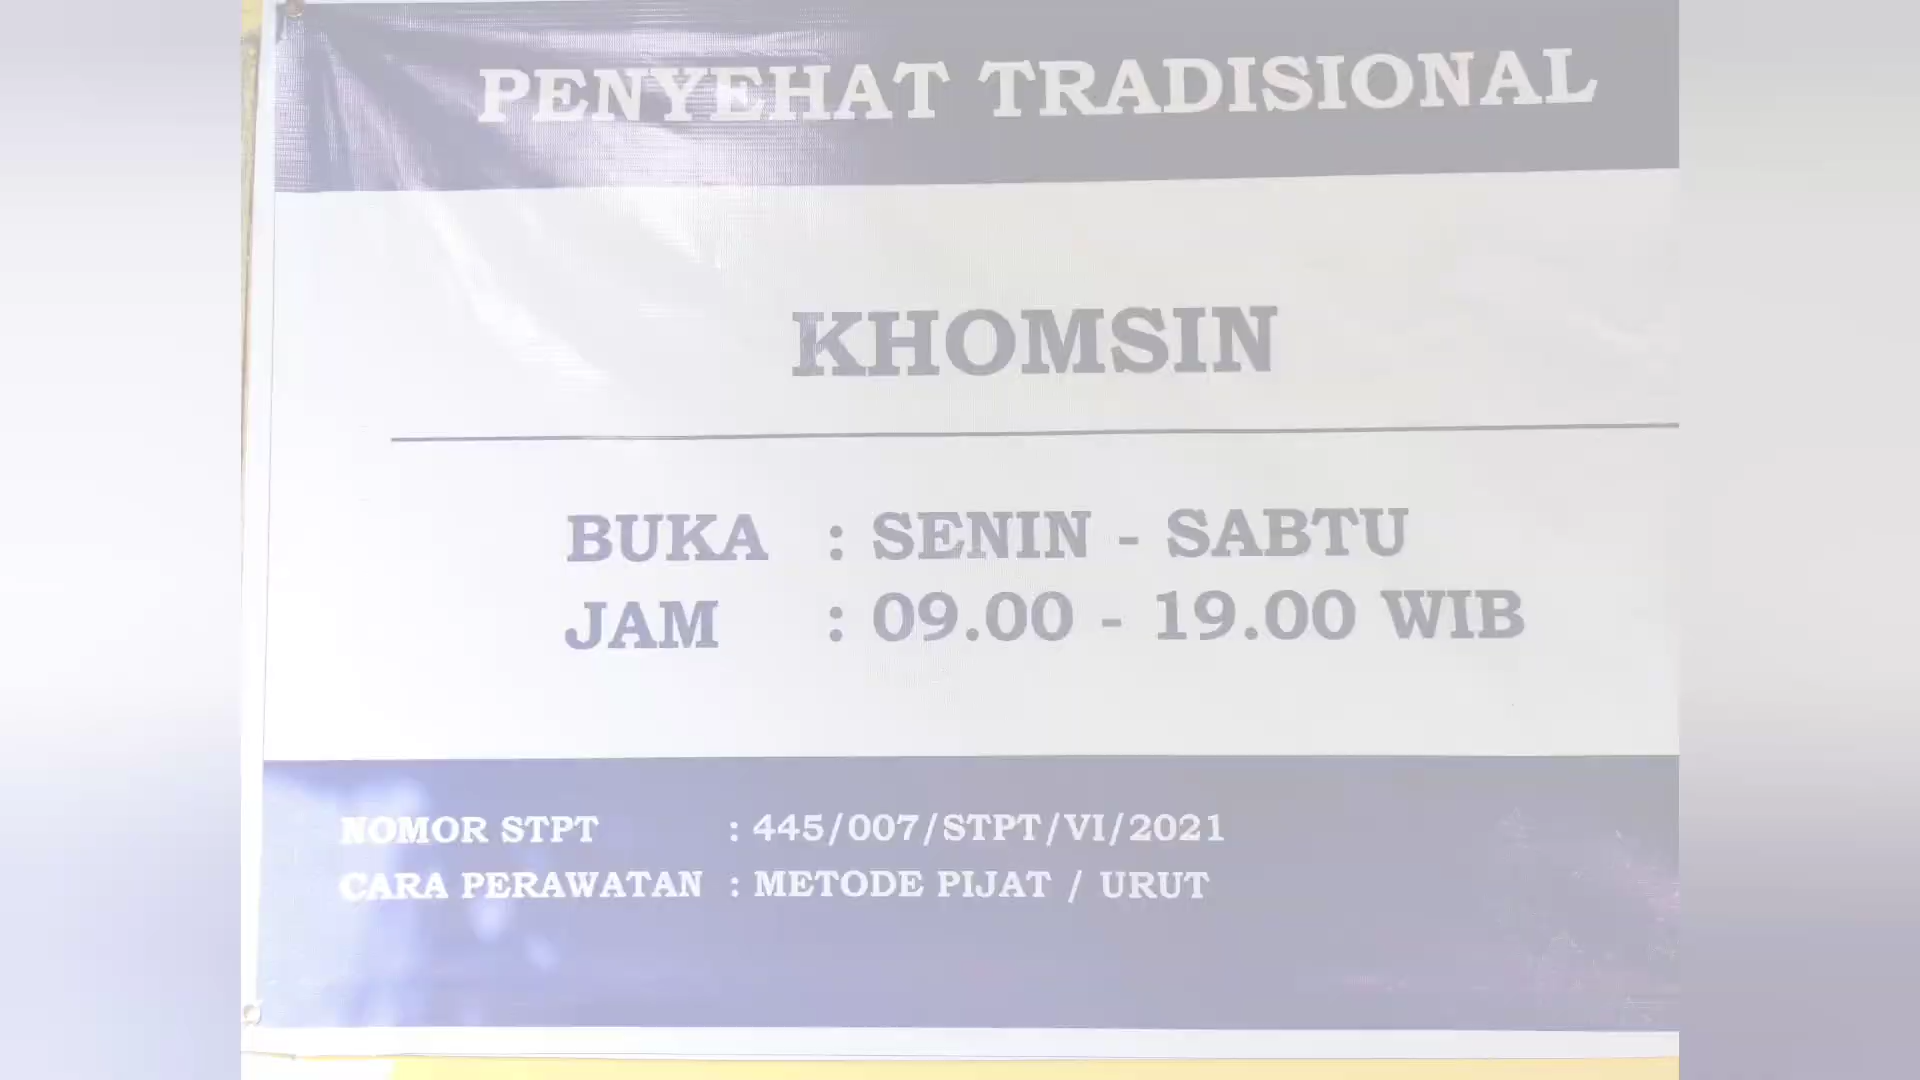 PENYEHAT TRADISIONAL
KHOMSIN
BUKA : SENIN - SABTU
JAM : 09.00 - 19.00 WIB
NOMOR STPT : 445/007/STPT/VI/2021
CARA PERAWATAN : METODE PIJAT / URUT